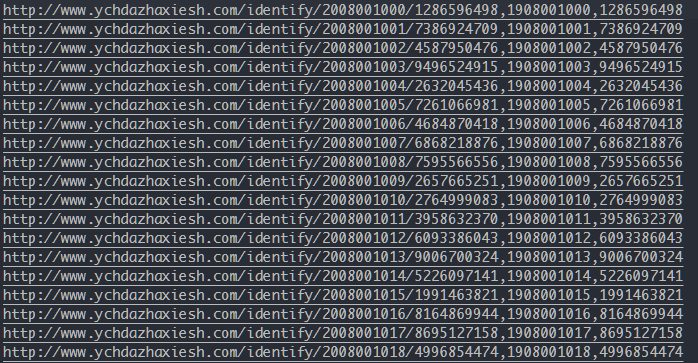 http://www.ychdazhaxiesh.com/identify/2008001000/1286596498,1908001000,1286596498
http://www.ychdazhaxiesh.com/identify/2008001001/7386924709,1908001001,7386924709
http://www.ychdazhaxiesh.com/identify/2008001002/4587950476,1908001002,4587950476
http://www.ychdazhaxiesh.com/identify/2008001003/9496524915,1908001003,9496524915
http://www.ychdazhaxiesh.com/identify/2008001004/2632045436,1908001004,2632045436
http://www.ychdazhaxiesh.com/identify/2008001005/7261066981,1908001005,7261066981
http://www.ychdazhaxiesh.com/identify/2008001006/4684870418,1908001006,4684870418
http://www.ychdazhaxiesh.com/identify/2008001007/6868218876,1908001007,6868218876
http://www.ychdazhaxiesh.com/identify/2008001008/7595566556,1908001008,7595566556
http://www.ychdazhaxiesh.com/identify/2008001009/2657665251,1908001009,2657665251
http://www.ychdazhaxiesh.com/identify/2008001010/2764999083,1908001010,2764999083
http://www.ychdazhaxiesh.com/identify/2008001011/3958632370,1908001011,3958632370
http://www.ychdazhaxiesh.com/identify/2008001012/6093386043,1908001012,6093386043
http://www.ychdazhaxiesh.com/identify/2008001013/9006700324,1908001013,9006700324
http://www.ychdazhaxiesh.com/identify/2008001014/5226097141,1908001014,5226097141
http://www.ychdazhaxiesh.com/identify/2008001015/1991463821,1908001015,1991463821
http://www.ychdazhaxiesh.com/identify/2008001016/8164869944,1908001016,8164869944
http://www.ychdazhaxiesh.com/identify/2008001017/8695127158,1908001017,8695127158
http://www.ychdazhaxiesh.com/identify/2008001018/4996854474,1908001018,4996854474